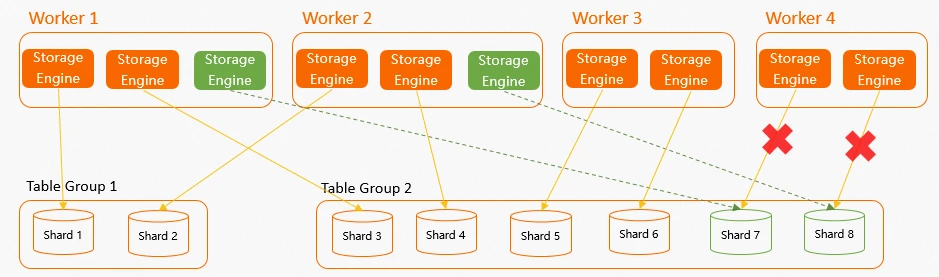 Worker 1
Worker 2
Worker 3
Worker 4
Storage
Engine
Storage
Engine
Storage
Engine
Storage
Engine
Storage
Engine
Storage
Engine
Storage
Engine
Storage
Engine
Storage
Engine
Storage
Engine
Table Group 1
Table Group 2
Shard 1
Shard 2
Shard 3
Shard 4
Shard 5
Shard 6
Shard 7
Shard 8